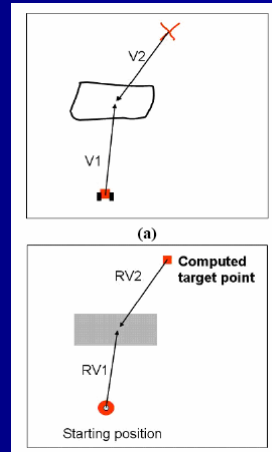 V2
V1
(a)
RV2
Computed
target point
RV1
Starting position